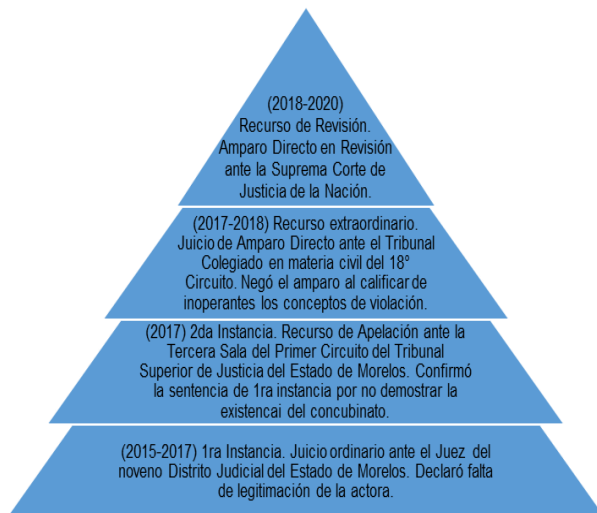 (2018-2020)
Recurso de Revisión.
Amparo Directo en Revisión
ante la Suprema Corte de
Justicia de la Nación.
(2017-2018) Recurso extraordinario.
Juicio de Amparo Directo ante el Tribunal
Colegiado en materia civil del 18º
Circuito. Negó el amparo al calificar de
inoperantes los conceptos de violación.
(2017) 2da Instancia. Recurso de Apelación ante la
Tercera Sala del Primer Circuito del Tribunal
Superior de Justicia del Estado de Morelos. Confirmó
la sentencia de 1ra instancia por no demostrar la
existencai del concubinato.
(2015-2017) 1ra Instancia. Juicio ordinario ante el Juez del
noveno Distrito Judicial del Estado de Morelos. Declaró falta
de legitimación de la actora.